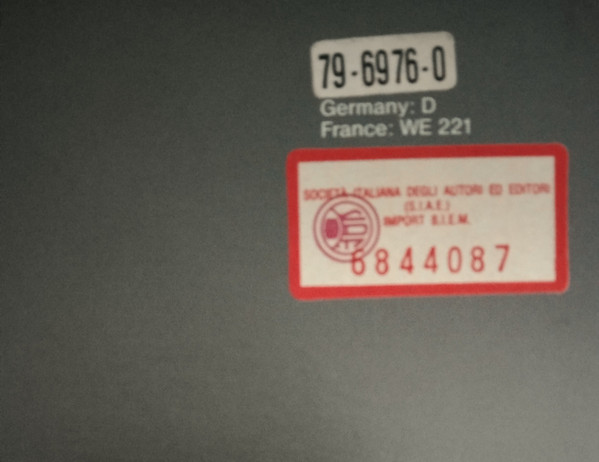 79-6976-0
Germany: D
France: WE 221
SOCIETÀ ITALIANA DEGLI AUTORI ED EDITORI
(S.I.A.E.)
IMPORT B.I.E.M.
6844087